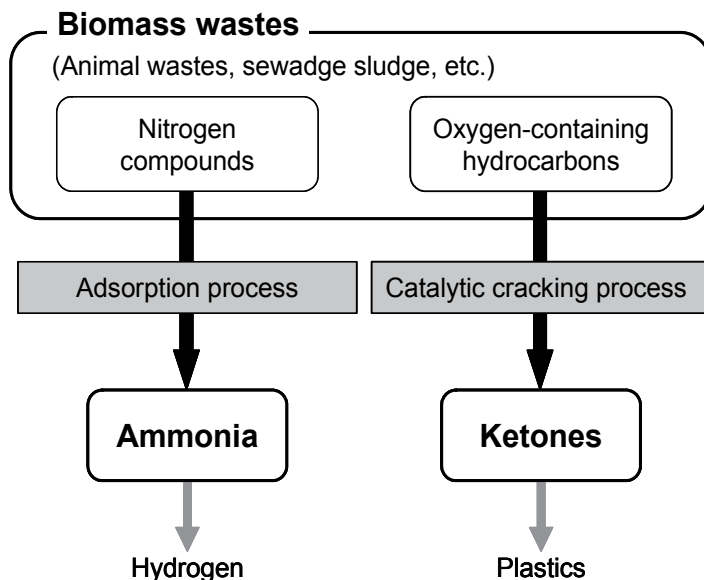 Biomass wastes
(Animal wastes, sewadge sludge, etc.)
Nitrogen
compounds
Oxygen-containing
hydrocarbons
Adsorption process
Catalytic cracking process
Ammonia
Ketones
Hydrogen
Plastics